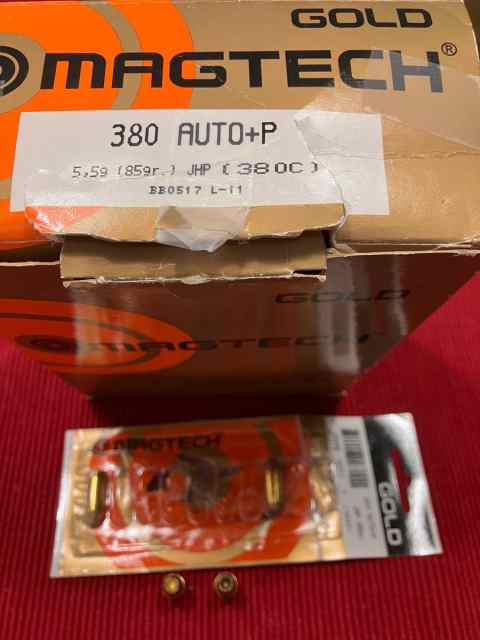 GOLD
MAGTECH®
380 AUTO+P
5,5g (85gr.) JHP (380C)
BB0517 L-11
GOLD
MAGTECH
MAGTECH
GOLD